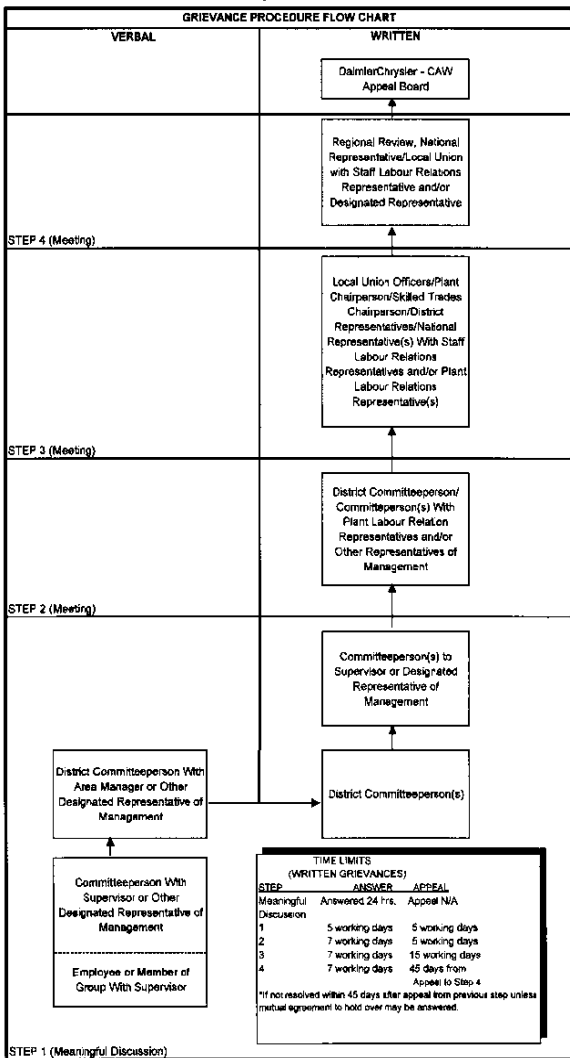 GRIEVANCE PROCEDURE FLOW CHART
VERBAL
WRITTEN
DaimlerChrysler - CAW
Appeal Board
Regional Review, National
Representative/Local Union
with Staff Labour Relations
Representative and/or
Designated Representative
STEP 4 (Meeting)
Local Union Officers/Plant
Chairperson/Skilled Trades
Chairperson/District
Representatives/National
Representative(s) With Staff
Labour Relations
Representatives and/or Plant
Labour Relations
Representative(s)
STEP 3 (Meeting)
District Committeeperson/
Committeeperson(s) With
Plant Labour Relation
Representatives and/or
Other Representatives of
Management
STEP 2 (Meeting)
Committeeperson(s) to
Supervisor or Designated
Representative of
Management
District Committeeperson With
Area Manager or Other
Designated Representative of
Management
District Committeeperson(s)
Committeeperson With
Supervisor or Other
Designated Representative of
Management
Employee or Member of
Group With Supervisor
TIME LIMITS
(WRITTEN GRIEVANCES)
STEP ANSWER APPEAL
Meaningful Answered 24 hrs. Appeal N/A
Discussion
1 5 working days 5 working days
2 7 working days 5 working days
3 7 working days 15 working days
4 7 working days 45 days from
Appeal to Step 4
*If not resolved within 45 days after appeal from previous step unless
mutual agreement to hold over may be answered.
STEP 1 (Meaningful Discussion)